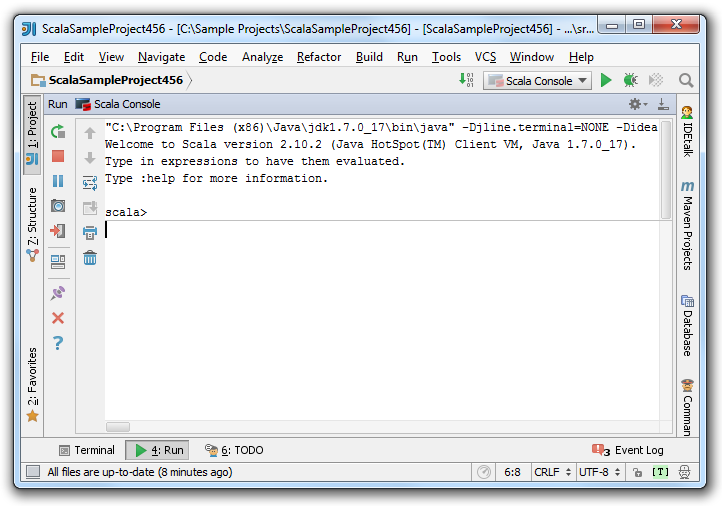 ScalaSampleProject456 - [C:\Sample Projects\ScalaSampleProject456] - [ScalaSampleProject456] - ...\sr...
File Edit View Navigate Code Analyze Refactor Build Run Tools VCS Window Help
ScalaSampleProject456
Scala Console
Run Scala Console
"C:\Program Files (x86)\Java\jdk1.7.0_17\bin\java" -Djline.terminal=NONE -Didea
Welcome to Scala version 2.10.2 (Java HotSpot(TM) Client VM, Java 1.7.0_17).
Type in expressions to have them evaluated.
Type :help for more information.
scala>
1: Project
Z: Structure
2: Favorites
IDEtalk
m Maven Projects
Database
Comman
Terminal 4: Run 6: TODO 3 Event Log
All files are up-to-date (8 minutes ago) 6:8 CRLF UTF-8 [T]